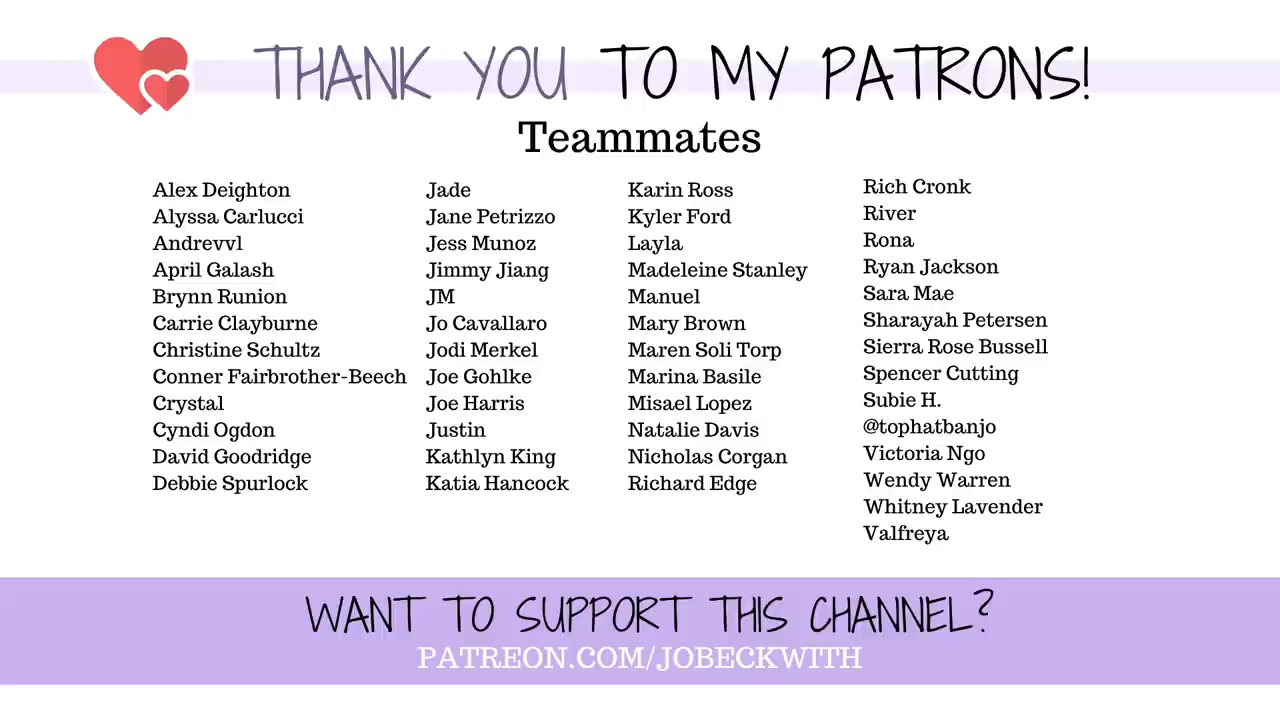 THANK YOU TO MY PATRONS!
Teammates
Alex Deighton
Alyssa Carlucci
Andrevvl
April Galash
Brynn Runion
Carrie Clayburne
Christine Schultz
Conner Fairbrother-Beech
Crystal
Cyndi Ogdon
David Goodridge
Debbie Spurlock
Jade
Jane Petrizzo
Jess Munoz
Jimmy Jiang
JM
Jo Cavallaro
Jodi Merkel
Joe Gohlke
Joe Harris
Justin
Kathlyn King
Katia Hancock
Karin Ross
Kyler Ford
Layla
Madeleine Stanley
Manuel
Mary Brown
Maren Soli Torp
Marina Basile
Misael Lopez
Natalie Davis
Nicholas Corgan
Richard Edge
Rich Cronk
River
Rona
Ryan Jackson
Sara Mae
Sharayah Petersen
Sierra Rose Bussell
Spencer Cutting
Subie H.
@tophatbanjo
Victoria Ngo
Wendy Warren
Whitney Lavender
Valfreya
WANT TO SUPPORT THIS CHANNEL?
PATREON.COM/JOBECKWITH